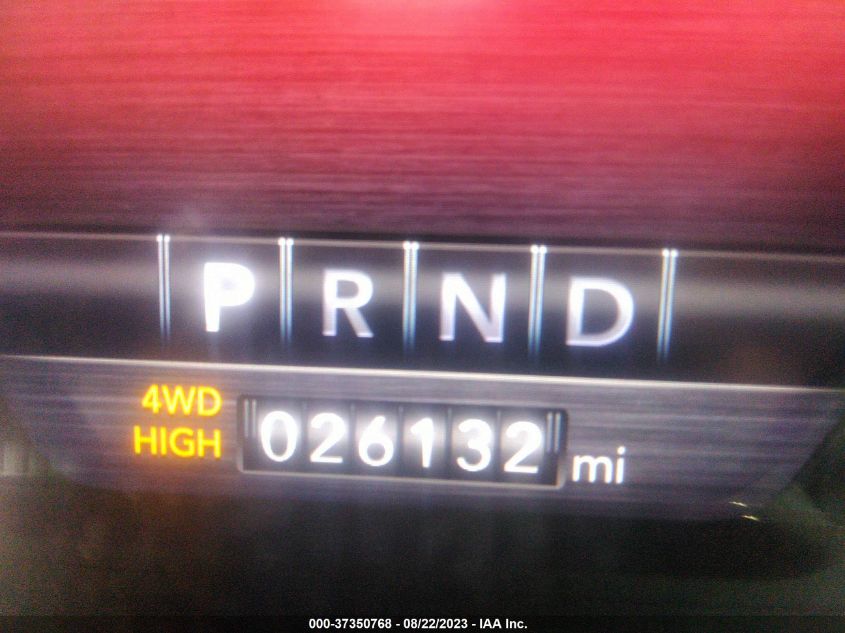 P R N D
4WD
HIGH 026132 mi
000-37350768 - 08/22/2023 - IAA Inc.